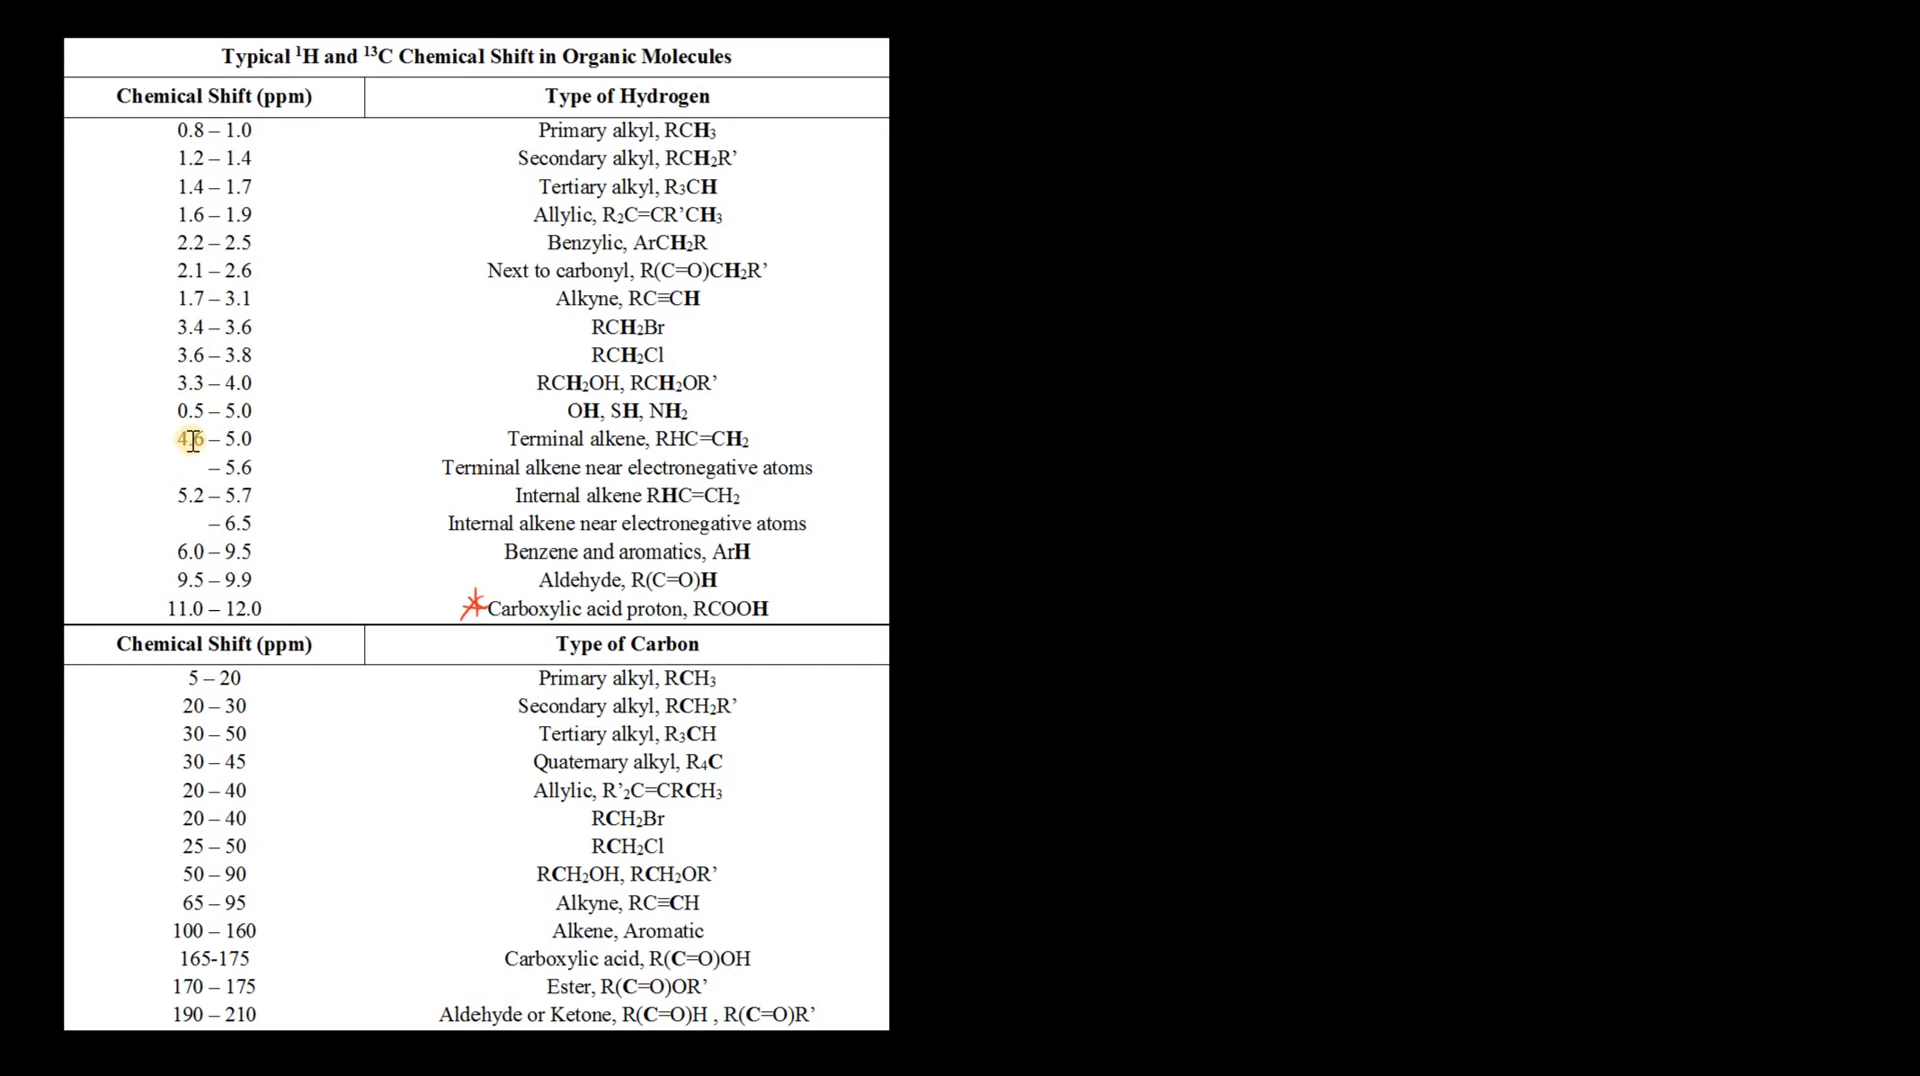 Typical ¹H and ¹³C Chemical Shift in Organic Molecules
Chemical Shift (ppm) Type of Hydrogen
0.8 – 1.0 Primary alkyl, RCH₃
1.2 – 1.4 Secondary alkyl, RCH₂R’
1.4 – 1.7 Tertiary alkyl, R₃CH
1.6 – 1.9 Allylic, R₂C=CR’CH₃
2.2 – 2.5 Benzylic, ArCH₂R
2.1 – 2.6 Next to carbonyl, R(C=O)CH₂R’
1.7 – 3.1 Alkyne, RC≡CH
3.4 – 3.6 RCH₂Br
3.6 – 3.8 RCH₂Cl
3.3 – 4.0 RCH₂OH, RCH₂OR’
0.5 – 5.0 OH, SH, NH₂
4.6 – 5.0 Terminal alkene, RHC=CH₂
– 5.6 Terminal alkene near electronegative atoms
5.2 – 5.7 Internal alkene RHC=CH₂
– 6.5 Internal alkene near electronegative atoms
6.0 – 9.5 Benzene and aromatics, ArH
9.5 – 9.9 Aldehyde, R(C=O)H
11.0 – 12.0 Carboxylic acid proton, RCOOH
Chemical Shift (ppm) Type of Carbon
5 – 20 Primary alkyl, RCH₃
20 – 30 Secondary alkyl, RCH₂R’
30 – 50 Tertiary alkyl, R₃CH
30 – 45 Quaternary alkyl, R₄C
20 – 40 Allylic, R’₂C=CRCH₃
20 – 40 RCH₂Br
25 – 50 RCH₂Cl
50 – 90 RCH₂OH, RCH₂OR’
65 – 95 Alkyne, RC≡CH
100 – 160 Alkene, Aromatic
165-175 Carboxylic acid, R(C=O)OH
170 – 175 Ester, R(C=O)OR’
190 – 210 Aldehyde or Ketone, R(C=O)H , R(C=O)R’